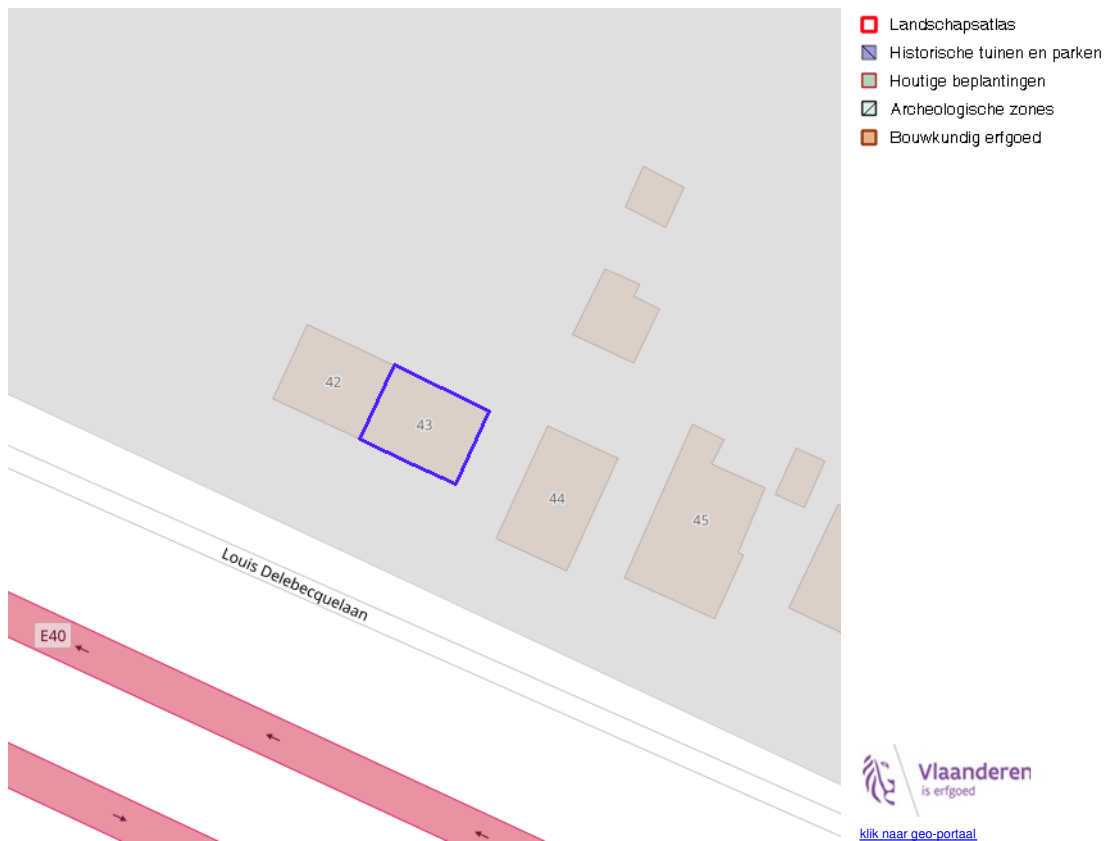 Landschapsatlas
Historische tuinen en parken
Houtige beplantingen
Archeologische zones
Bouwkundig erfgoed
42
43
44
45
Louis Delebecquelaan
E40
Vlaanderen
is erfgoed
klik naar geo-portaal